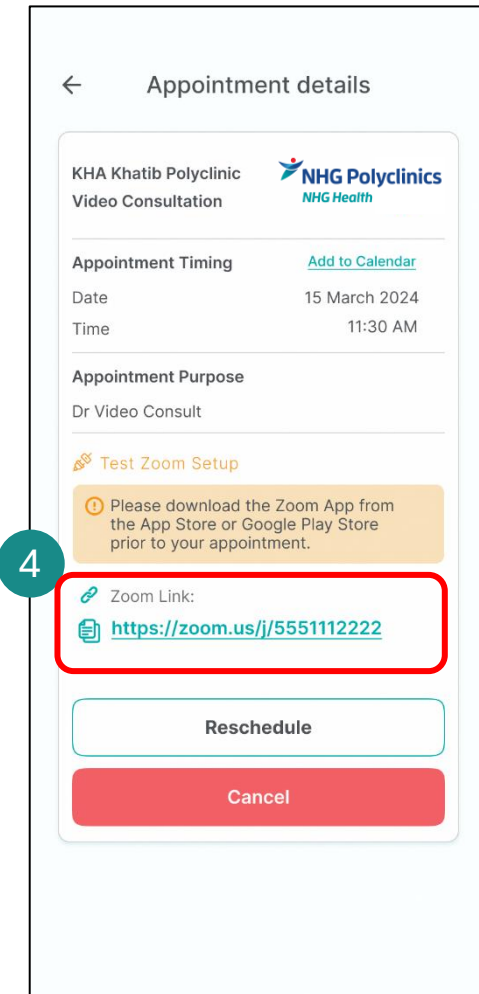 Appointment details
KHA Khatib Polyclinic
Video Consultation
NHG Polyclinics
NHG Health
Appointment Timing
Add to Calendar
Date
15 March 2024
Time
11:30 AM
Appointment Purpose
Dr Video Consult
Test Zoom Setup
Please download the Zoom App from
the App Store or Google Play Store
prior to your appointment.
4
Zoom Link:
https://zoom.us/j/5551112222
Reschedule
Cancel